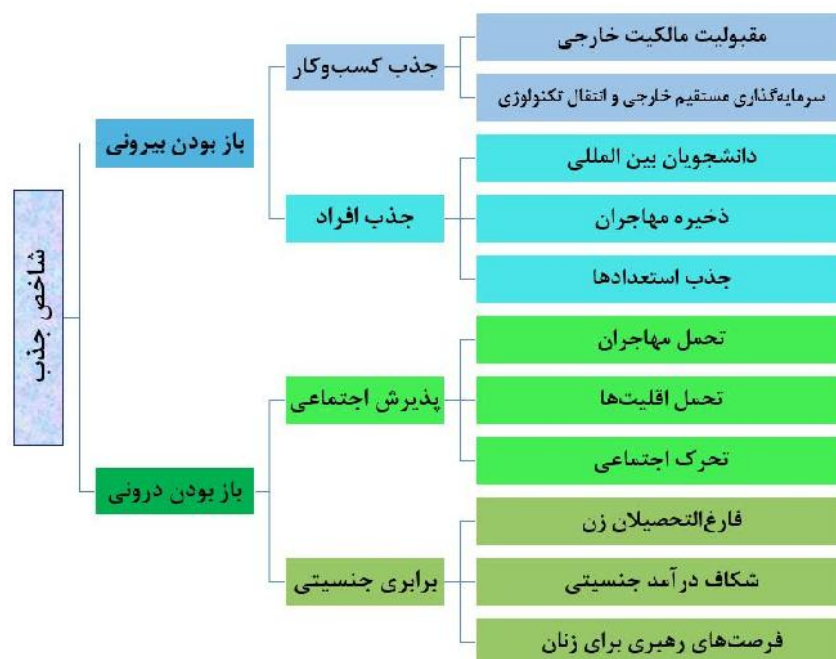 شاخص جذب
باز بودن بیرونی
جذب کسب‌وکار
مقبولیت مالکیت خارجی
سرمایه‌گذاری مستقیم خارجی و انتقال تکنولوژی
جذب افراد
دانشجویان بین المللی
ذخیره مهاجران
جذب استعدادها
باز بودن درونی
پذیرش اجتماعی
تحمل مهاجران
تحمل اقلیت‌ها
تحرک اجتماعی
برابری جنسیتی
فارغ‌التحصیلان زن
شکاف درآمد جنسیتی
فرصت‌های رهبری برای زنان